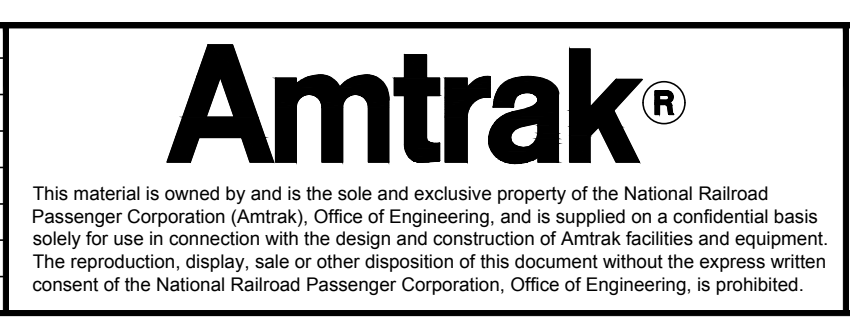 Amtrak®
This material is owned by and is the sole and exclusive property of the National Railroad
Passenger Corporation (Amtrak), Office of Engineering, and is supplied on a confidential basis
solely for use in connection with the design and construction of Amtrak facilities and equipment.
The reproduction, display, sale or other disposition of this document without the express written
consent of the National Railroad Passenger Corporation, Office of Engineering, is prohibited.